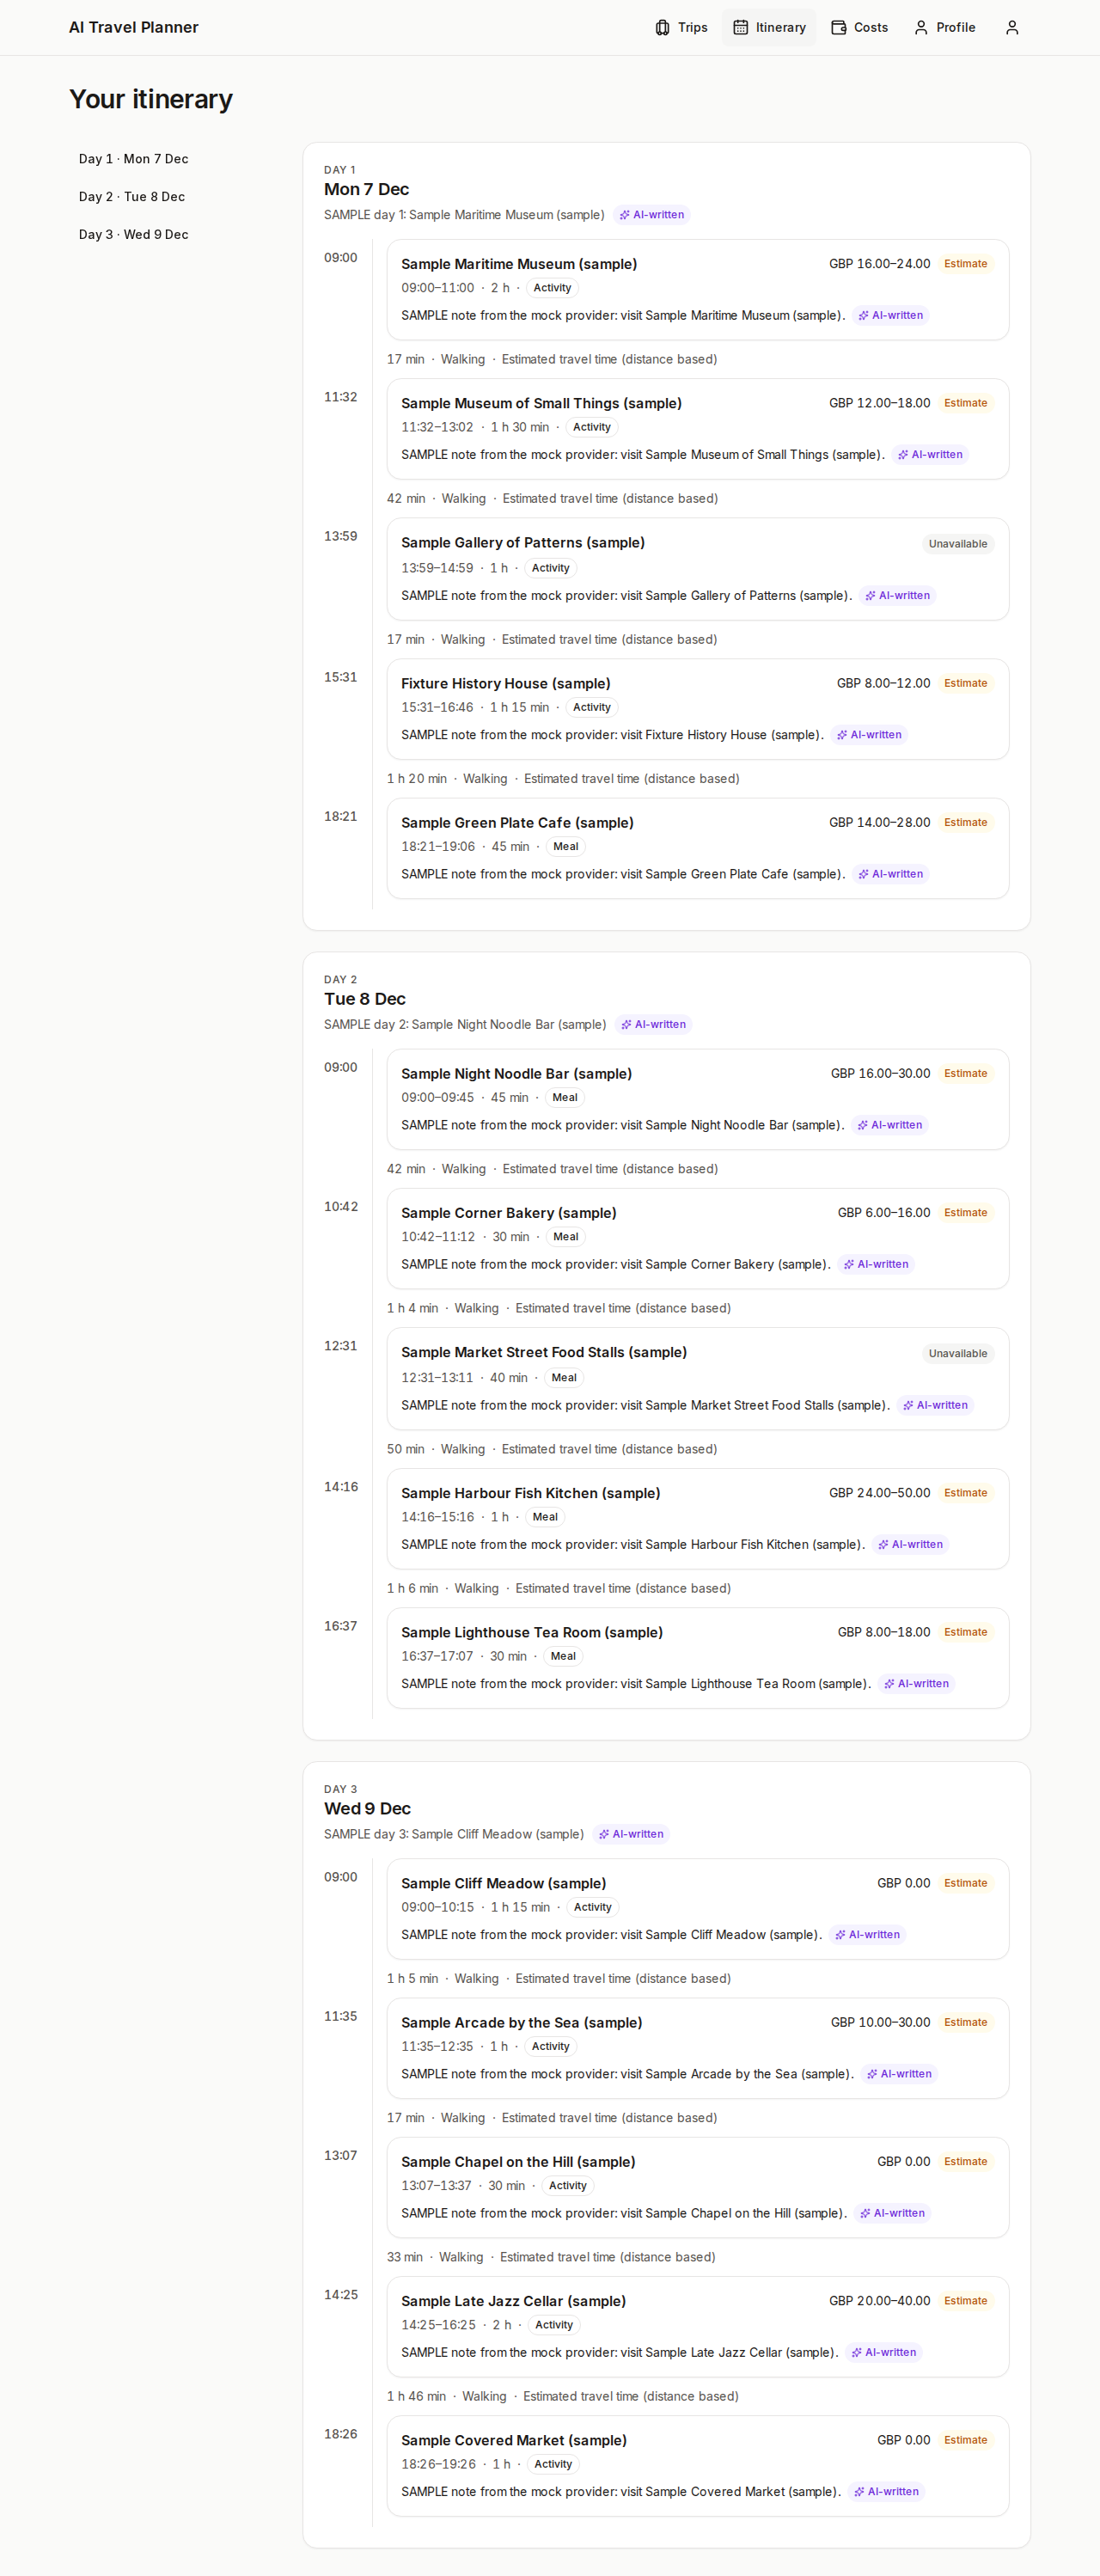 AI Travel Planner
Trips
Itinerary
Costs
Profile
Your itinerary
Day 1 · Mon 7 Dec
Day 2 · Tue 8 Dec
Day 3 · Wed 9 Dec
DAY 1
Mon 7 Dec
SAMPLE day 1: Sample Maritime Museum (sample) AI-written
09:00
Sample Maritime Museum (sample) GBP 16.00–24.00 Estimate
09:00–11:00 · 2 h · Activity
SAMPLE note from the mock provider: visit Sample Maritime Museum (sample). AI-written
17 min · Walking · Estimated travel time (distance based)
11:32
Sample Museum of Small Things (sample) GBP 12.00–18.00 Estimate
11:32–13:02 · 1 h 30 min · Activity
SAMPLE note from the mock provider: visit Sample Museum of Small Things (sample). AI-written
42 min · Walking · Estimated travel time (distance based)
13:59
Sample Gallery of Patterns (sample) Unavailable
13:59–14:59 · 1 h · Activity
SAMPLE note from the mock provider: visit Sample Gallery of Patterns (sample). AI-written
17 min · Walking · Estimated travel time (distance based)
15:31
Fixture History House (sample) GBP 8.00–12.00 Estimate
15:31–16:46 · 1 h 15 min · Activity
SAMPLE note from the mock provider: visit Fixture History House (sample). AI-written
1 h 20 min · Walking · Estimated travel time (distance based)
18:21
Sample Green Plate Cafe (sample) GBP 14.00–28.00 Estimate
18:21–19:06 · 45 min · Meal
SAMPLE note from the mock provider: visit Sample Green Plate Cafe (sample). AI-written
DAY 2
Tue 8 Dec
SAMPLE day 2: Sample Night Noodle Bar (sample) AI-written
09:00
Sample Night Noodle Bar (sample) GBP 16.00–30.00 Estimate
09:00–09:45 · 45 min · Meal
SAMPLE note from the mock provider: visit Sample Night Noodle Bar (sample). AI-written
42 min · Walking · Estimated travel time (distance based)
10:42
Sample Corner Bakery (sample) GBP 6.00–16.00 Estimate
10:42–11:12 · 30 min · Meal
SAMPLE note from the mock provider: visit Sample Corner Bakery (sample). AI-written
1 h 4 min · Walking · Estimated travel time (distance based)
12:31
Sample Market Street Food Stalls (sample) Unavailable
12:31–13:11 · 40 min · Meal
SAMPLE note from the mock provider: visit Sample Market Street Food Stalls (sample). AI-written
50 min · Walking · Estimated travel time (distance based)
14:16
Sample Harbour Fish Kitchen (sample) GBP 24.00–50.00 Estimate
14:16–15:16 · 1 h · Meal
SAMPLE note from the mock provider: visit Sample Harbour Fish Kitchen (sample). AI-written
1 h 6 min · Walking · Estimated travel time (distance based)
16:37
Sample Lighthouse Tea Room (sample) GBP 8.00–18.00 Estimate
16:37–17:07 · 30 min · Meal
SAMPLE note from the mock provider: visit Sample Lighthouse Tea Room (sample). AI-written
DAY 3
Wed 9 Dec
SAMPLE day 3: Sample Cliff Meadow (sample) AI-written
09:00
Sample Cliff Meadow (sample) GBP 0.00 Estimate
09:00–10:15 · 1 h 15 min · Activity
SAMPLE note from the mock provider: visit Sample Cliff Meadow (sample). AI-written
1 h 5 min · Walking · Estimated travel time (distance based)
11:35
Sample Arcade by the Sea (sample) GBP 10.00–30.00 Estimate
11:35–12:35 · 1 h · Activity
SAMPLE note from the mock provider: visit Sample Arcade by the Sea (sample). AI-written
17 min · Walking · Estimated travel time (distance based)
13:07
Sample Chapel on the Hill (sample) GBP 0.00 Estimate
13:07–13:37 · 30 min · Activity
SAMPLE note from the mock provider: visit Sample Chapel on the Hill (sample). AI-written
33 min · Walking · Estimated travel time (distance based)
14:25
Sample Late Jazz Cellar (sample) GBP 20.00–40.00 Estimate
14:25–16:25 · 2 h · Activity
SAMPLE note from the mock provider: visit Sample Late Jazz Cellar (sample). AI-written
1 h 46 min · Walking · Estimated travel time (distance based)
18:26
Sample Covered Market (sample) GBP 0.00 Estimate
18:26–19:26 · 1 h · Activity
SAMPLE note from the mock provider: visit Sample Covered Market (sample). AI-written